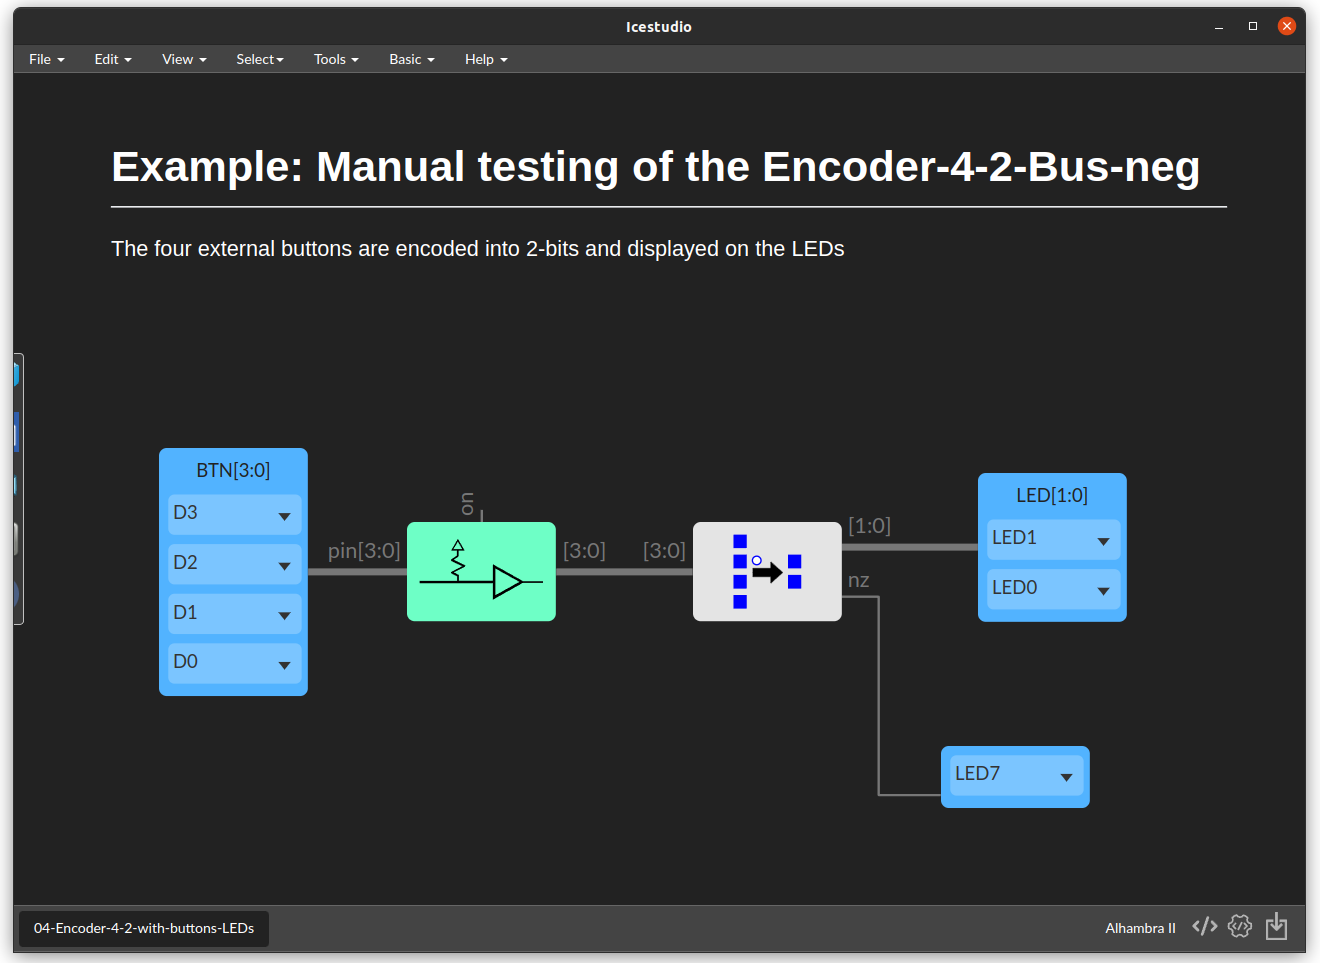 Icestudio
File Edit View Select Tools Basic Help
Example: Manual testing of the Encoder-4-2-Bus-neg
The four external buttons are encoded into 2-bits and displayed on the LEDs
BTN[3:0]
D3
D2
D1
D0
pin[3:0]
on
[3:0]
[3:0]
[1:0]
nz
LED[1:0]
LED1
LED0
LED7
04-Encoder-4-2-with-buttons-LEDs
Alhambra II